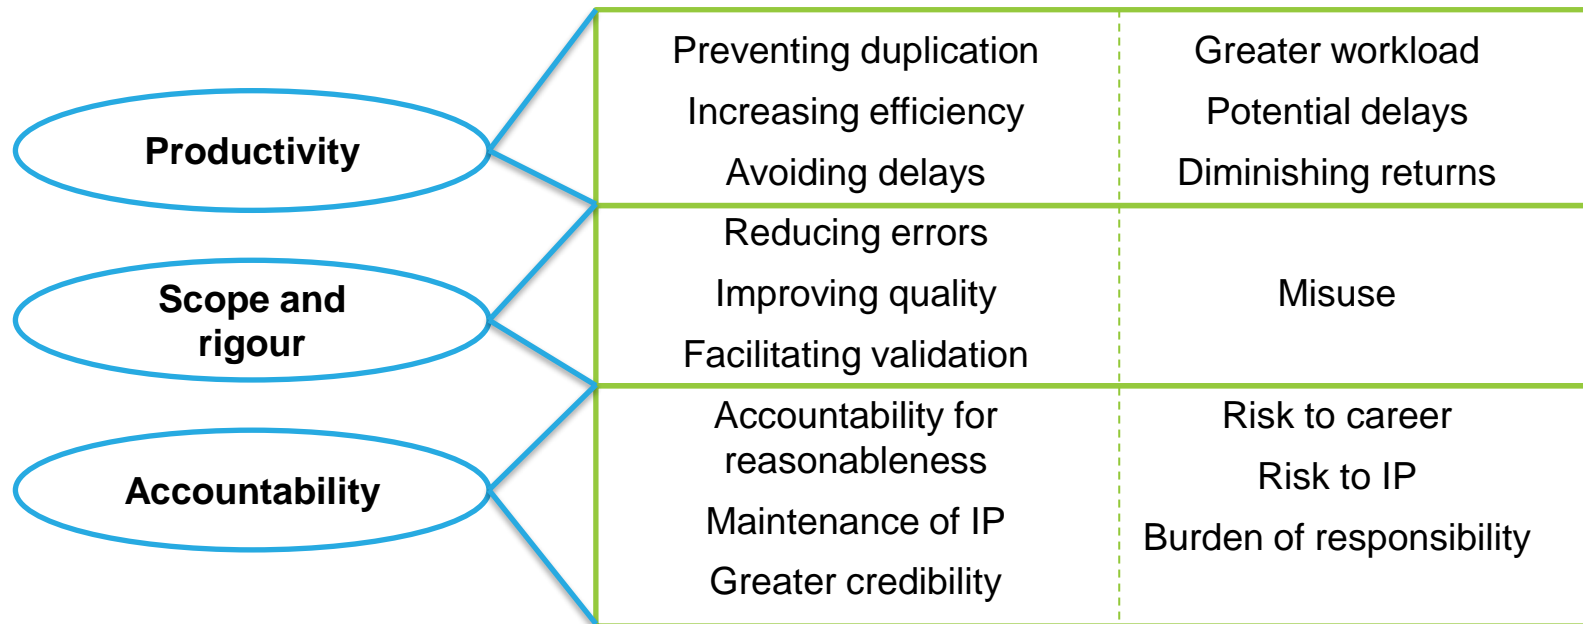 Productivity
Preventing duplication
Increasing efficiency
Avoiding delays
Greater workload
Potential delays
Diminishing returns
Scope and
rigour
Reducing errors
Improving quality
Facilitating validation
Misuse
Accountability
Accountability for
reasonableness
Maintenance of IP
Greater credibility
Risk to career
Risk to IP
Burden of responsibility